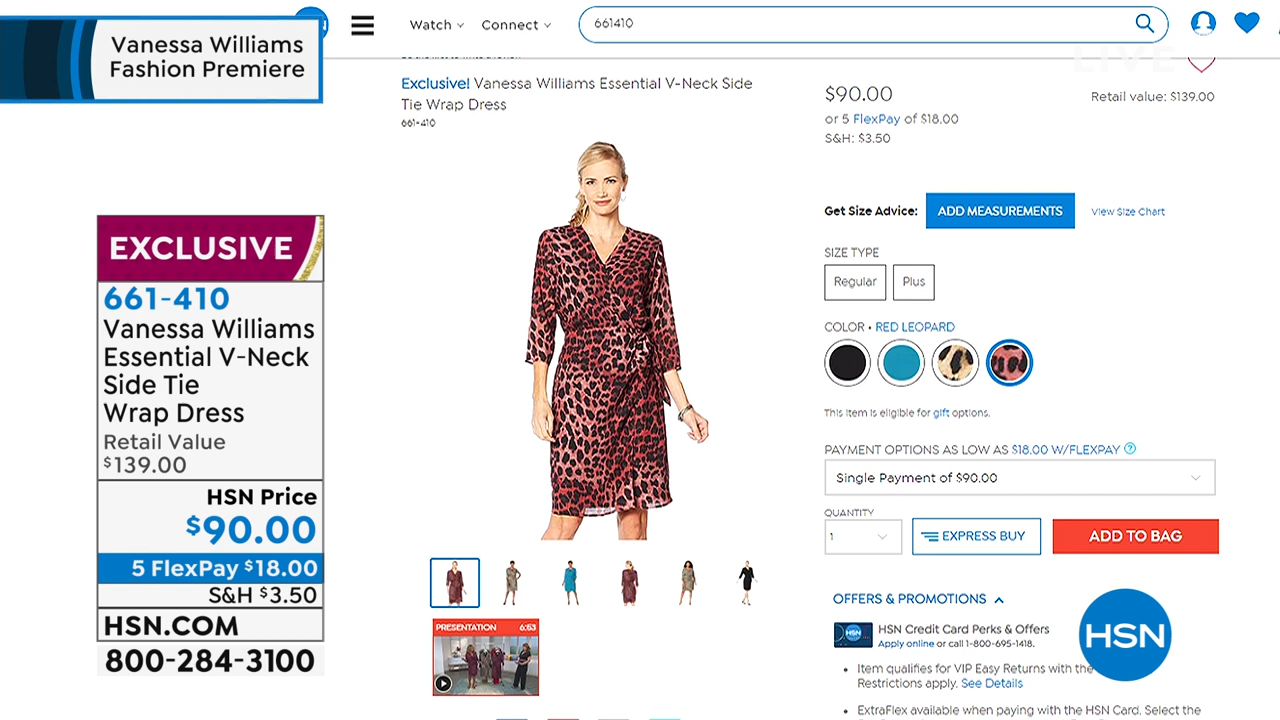 Vanessa Williams
Fashion Premiere
EXCLUSIVE
661-410
Vanessa Williams
Essential V-Neck
Side Tie
Wrap Dress
Retail Value
$139.00
HSN Price
$90.00
5 FlexPay $18.00
S&H $3.50
HSN.COM
800-284-3100
Watch
Connect
661410
LIVE
Exclusive! Vanessa Williams Essential V-Neck Side
Tie Wrap Dress
661-410
PRESENTATION 6:53
$90.00
Retail value: $139.00
or 5 FlexPay of $18.00
S&H: $3.50
Get Size Advice: ADD MEASUREMENTS View Size Chart
SIZE TYPE
Regular Plus
COLOR • RED LEOPARD
This item is eligible for gift options.
PAYMENT OPTIONS AS LOW AS $18.00 W/FLEXPAY ?
Single Payment of $90.00
QUANTITY
1
EXPRESS BUY
ADD TO BAG
OFFERS & PROMOTIONS
HSN
HSN Credit Card Perks & Offers
Apply online or call 1-800-695-1418.
• Item qualifies for VIP Easy Returns with the
Restrictions apply. See Details
• ExtraFlex available when paying with the HSN Card. Select the
HSN